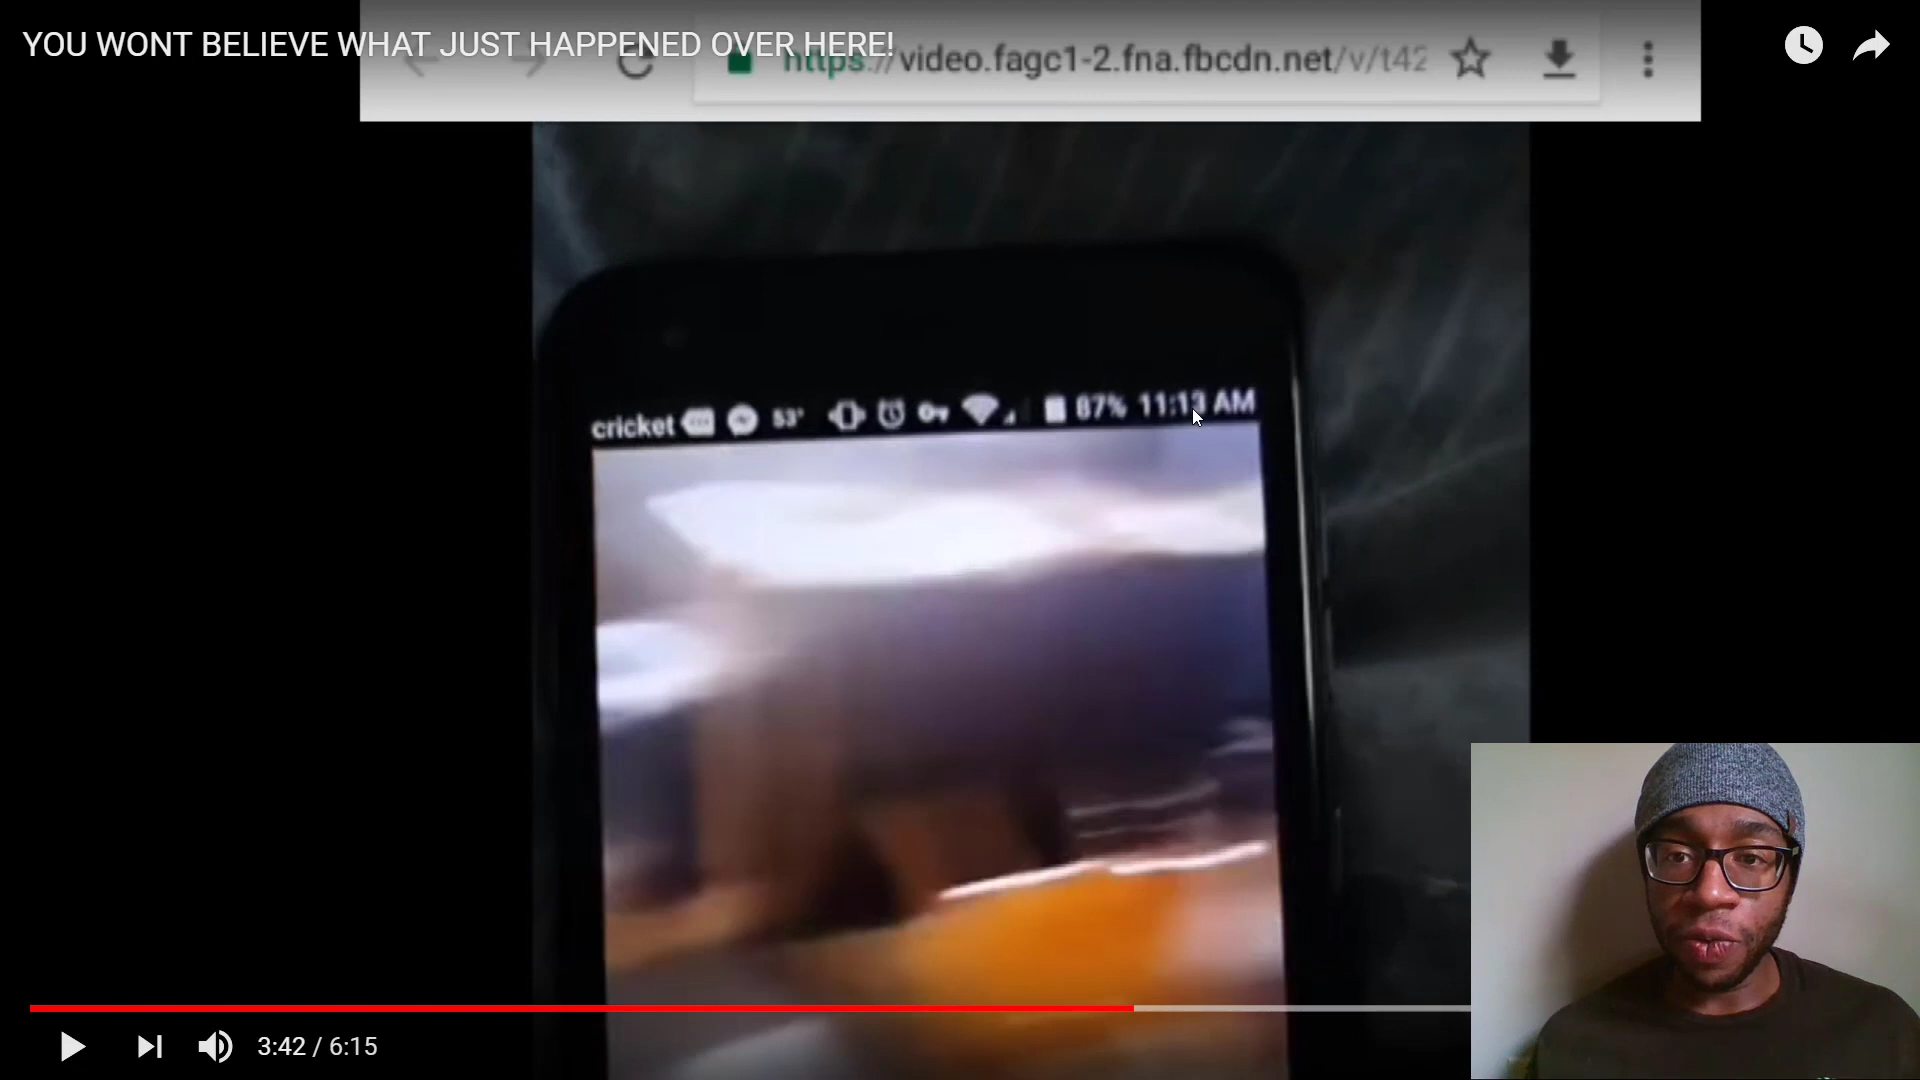 YOU WONT BELIEVE WHAT JUST HAPPENED OVER HERE!
https://video.fagc1-2.fna.fbcdn.net/v/t42
cricket 53° 87% 11:13 AM
3:42 / 6:15